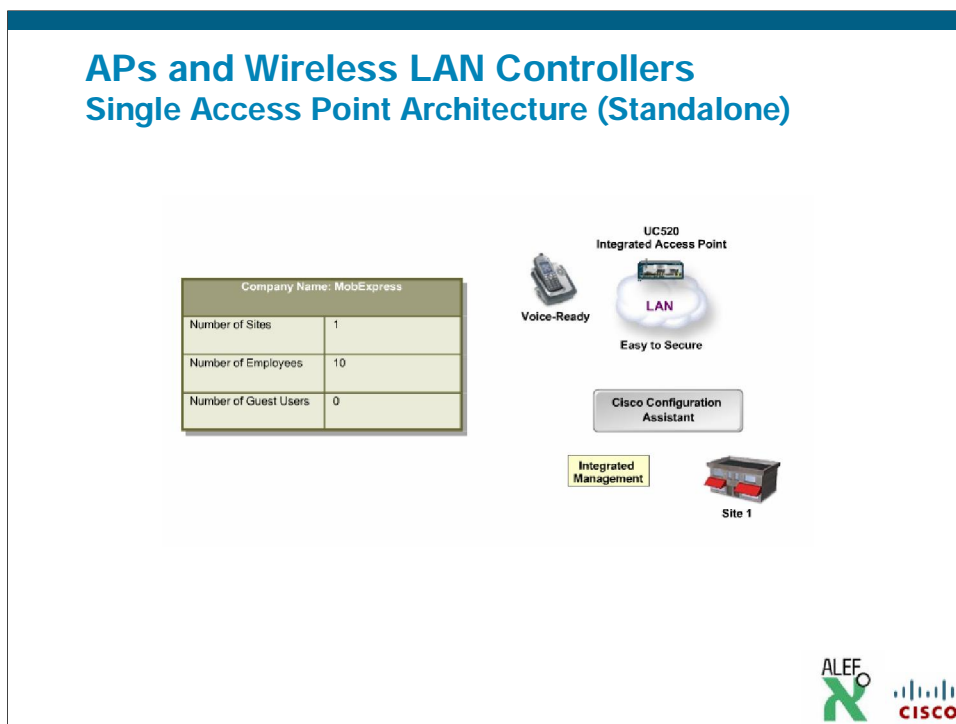 APs and Wireless LAN Controllers
Single Access Point Architecture (Standalone)
Company Name: MobExpress
Number of Sites 1
Number of Employees 10
Number of Guest Users 0
UC520
Integrated Access Point
Voice-Ready
LAN
Easy to Secure
Cisco Configuration
Assistant
Integrated
Management
Site 1
ALEF
CISCO